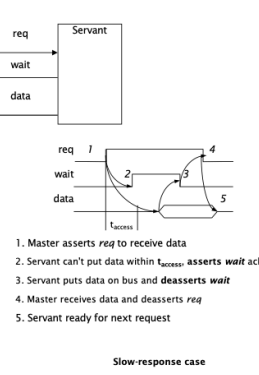 req
Servant
wait
data
req 1 4
wait 2 3
data 5
taccess
1. Master asserts req to receive data
2. Servant can't put data within taccess, asserts wait
3. Servant puts data on bus and deasserts wait
4. Master receives data and deasserts req
5. Servant ready for next request
Slow-response case